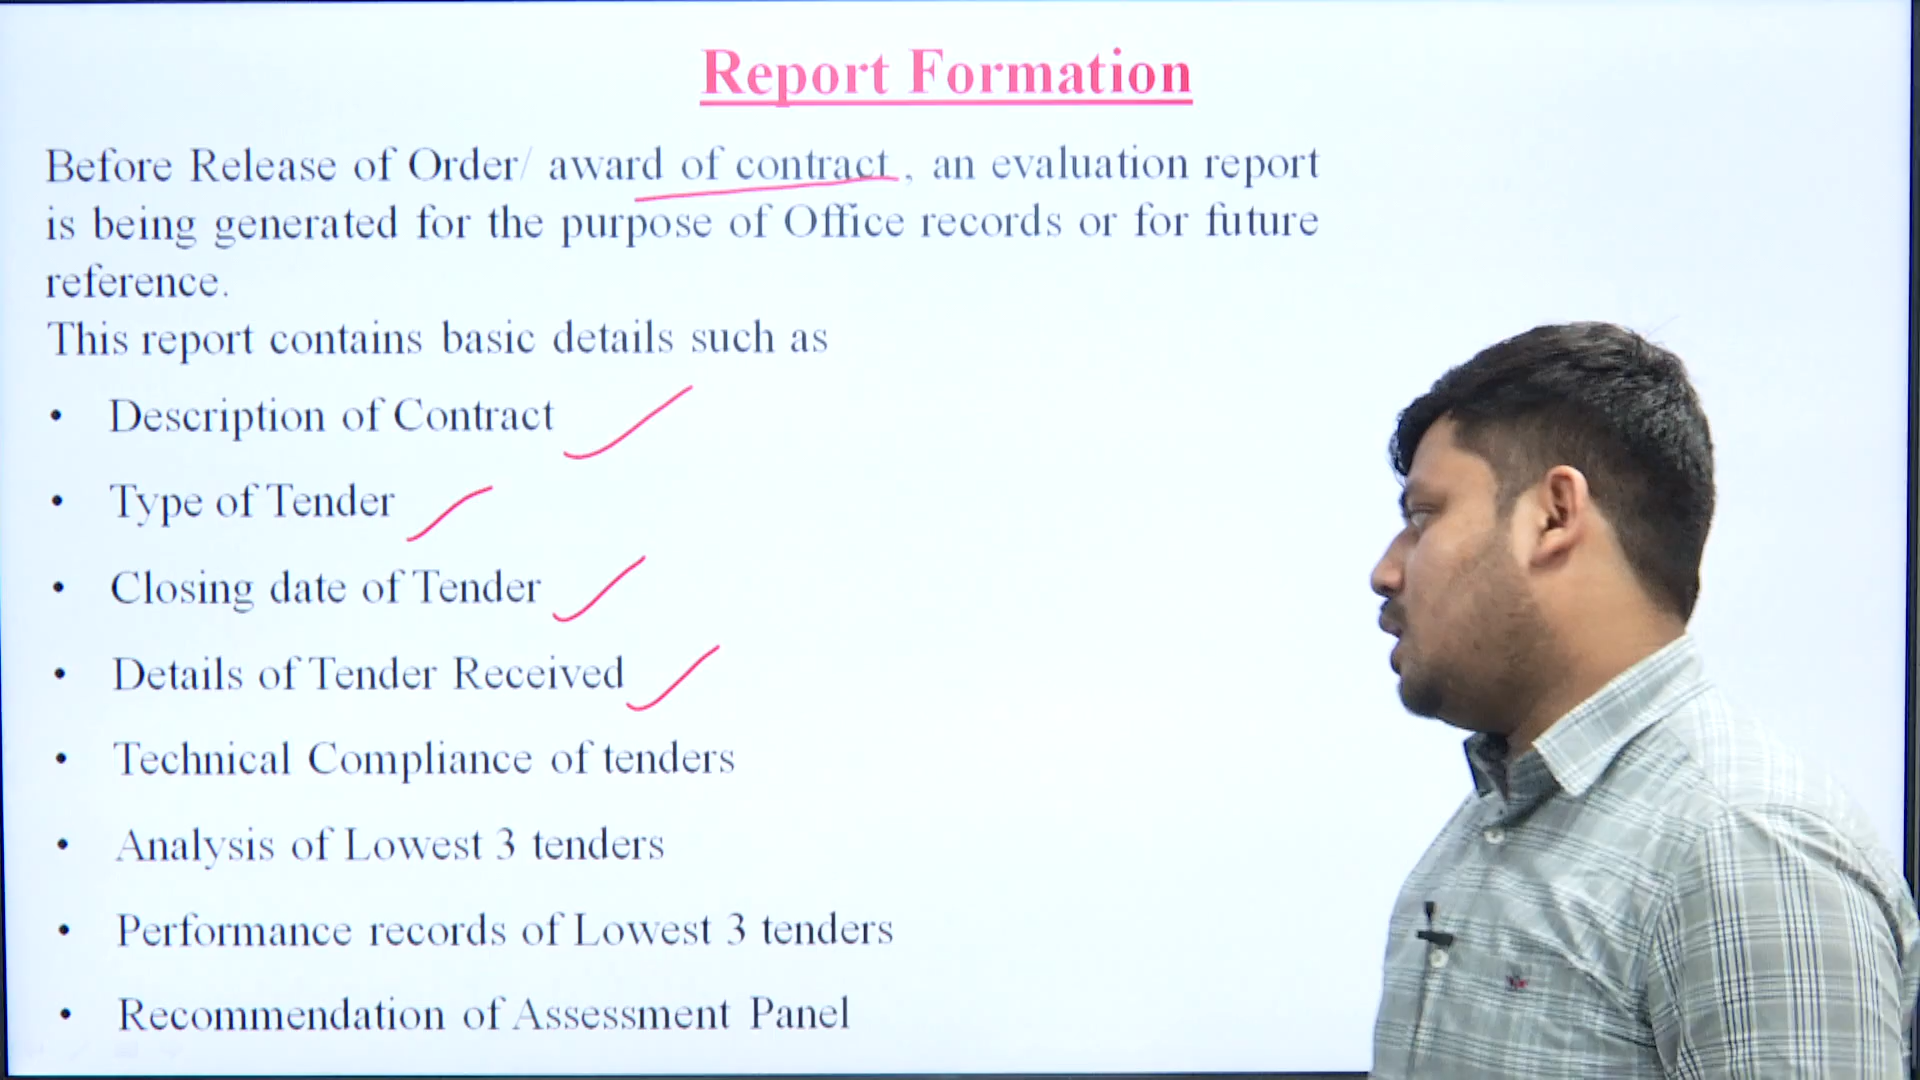 Report Formation
Before Release of Order/ award of contract , an evaluation report
is being generated for the purpose of Office records or for future
reference.
This report contains basic details such as
• Description of Contract
• Type of Tender
• Closing date of Tender
• Details of Tender Received
• Technical Compliance of tenders
• Analysis of Lowest 3 tenders
• Performance records of Lowest 3 tenders
• Recommendation of Assessment Panel